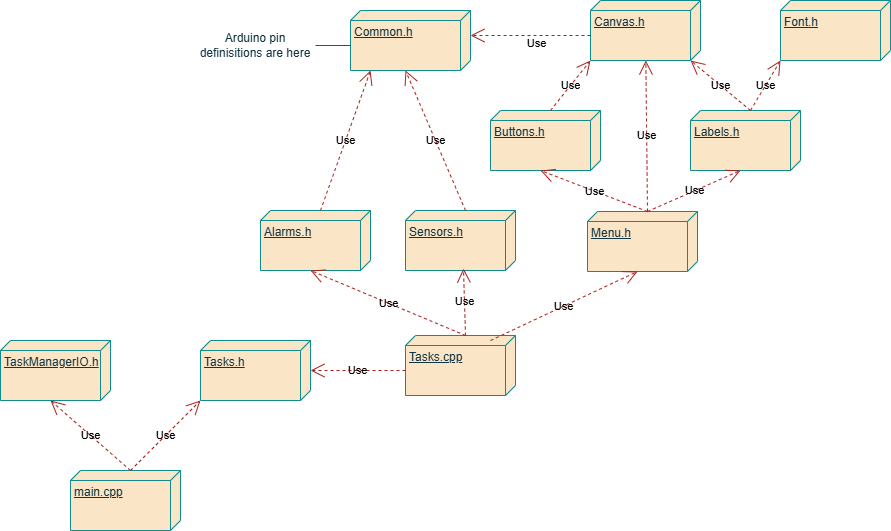 Arduino pin
definisitions are here
Common.h
Use
Canvas.h
Font.h
Use
Use
Use
Buttons.h
Use
Labels.h
Use
Use
Use
Use
Alarms.h
Sensors.h
Menu.h
Use
Use
Use
TaskManagerIO.h
Tasks.h
Use
Tasks.cpp
Use
Use
main.cpp